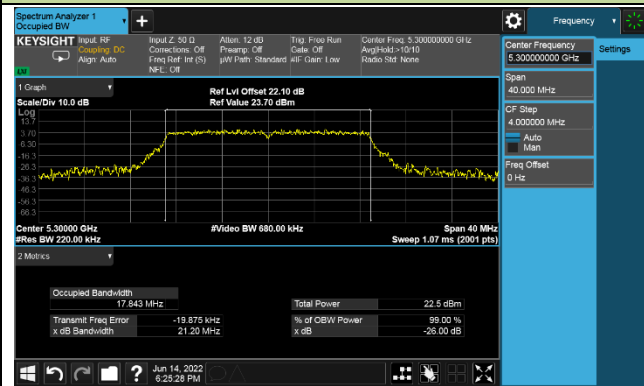 Spectrum Analyzer 1
Occupied BW
Frequency
KEYSIGHT
Input: RF
Coupling: DC
Align: Auto
Input Z: 50 Ω
Corrections: Off
Freq Ref: Int (S)
NFE: Off
Atten: 12 dB
Preamp: Off
µW Path: Standard
Trig: Free Run
Gate: Off
#IF Gain: Low
Center Freq: 5.300000000 GHz
Avg|Hold:>10/10
Radio Std: None
Center Frequency
5.300000000 GHz
Settings
Span
40.000 MHz
CF Step
4.000000 MHz
Auto
Man
Freq Offset
0 Hz
1 Graph
Scale/Div 10.0 dB
Ref Lvl Offset 22.10 dB
Ref Value 23.70 dBm
Log
13.7
3.70
-6.30
-16.3
-26.3
-36.3
-46.3
-56.3
-66.3
Center 5.30000 GHz
#Res BW 220.00 kHz
#Video BW 680.00 kHz
Span 40 MHz
Sweep 1.07 ms (2001 pts)
2 Metrics
Occupied Bandwidth
17.843 MHz
Total Power 22.5 dBm
Transmit Freq Error -19.875 kHz
% of OBW Power 99.00 %
x dB Bandwidth 21.20 MHz
x dB -26.00 dB
?
Jun 14, 2022
6:25:28 PM